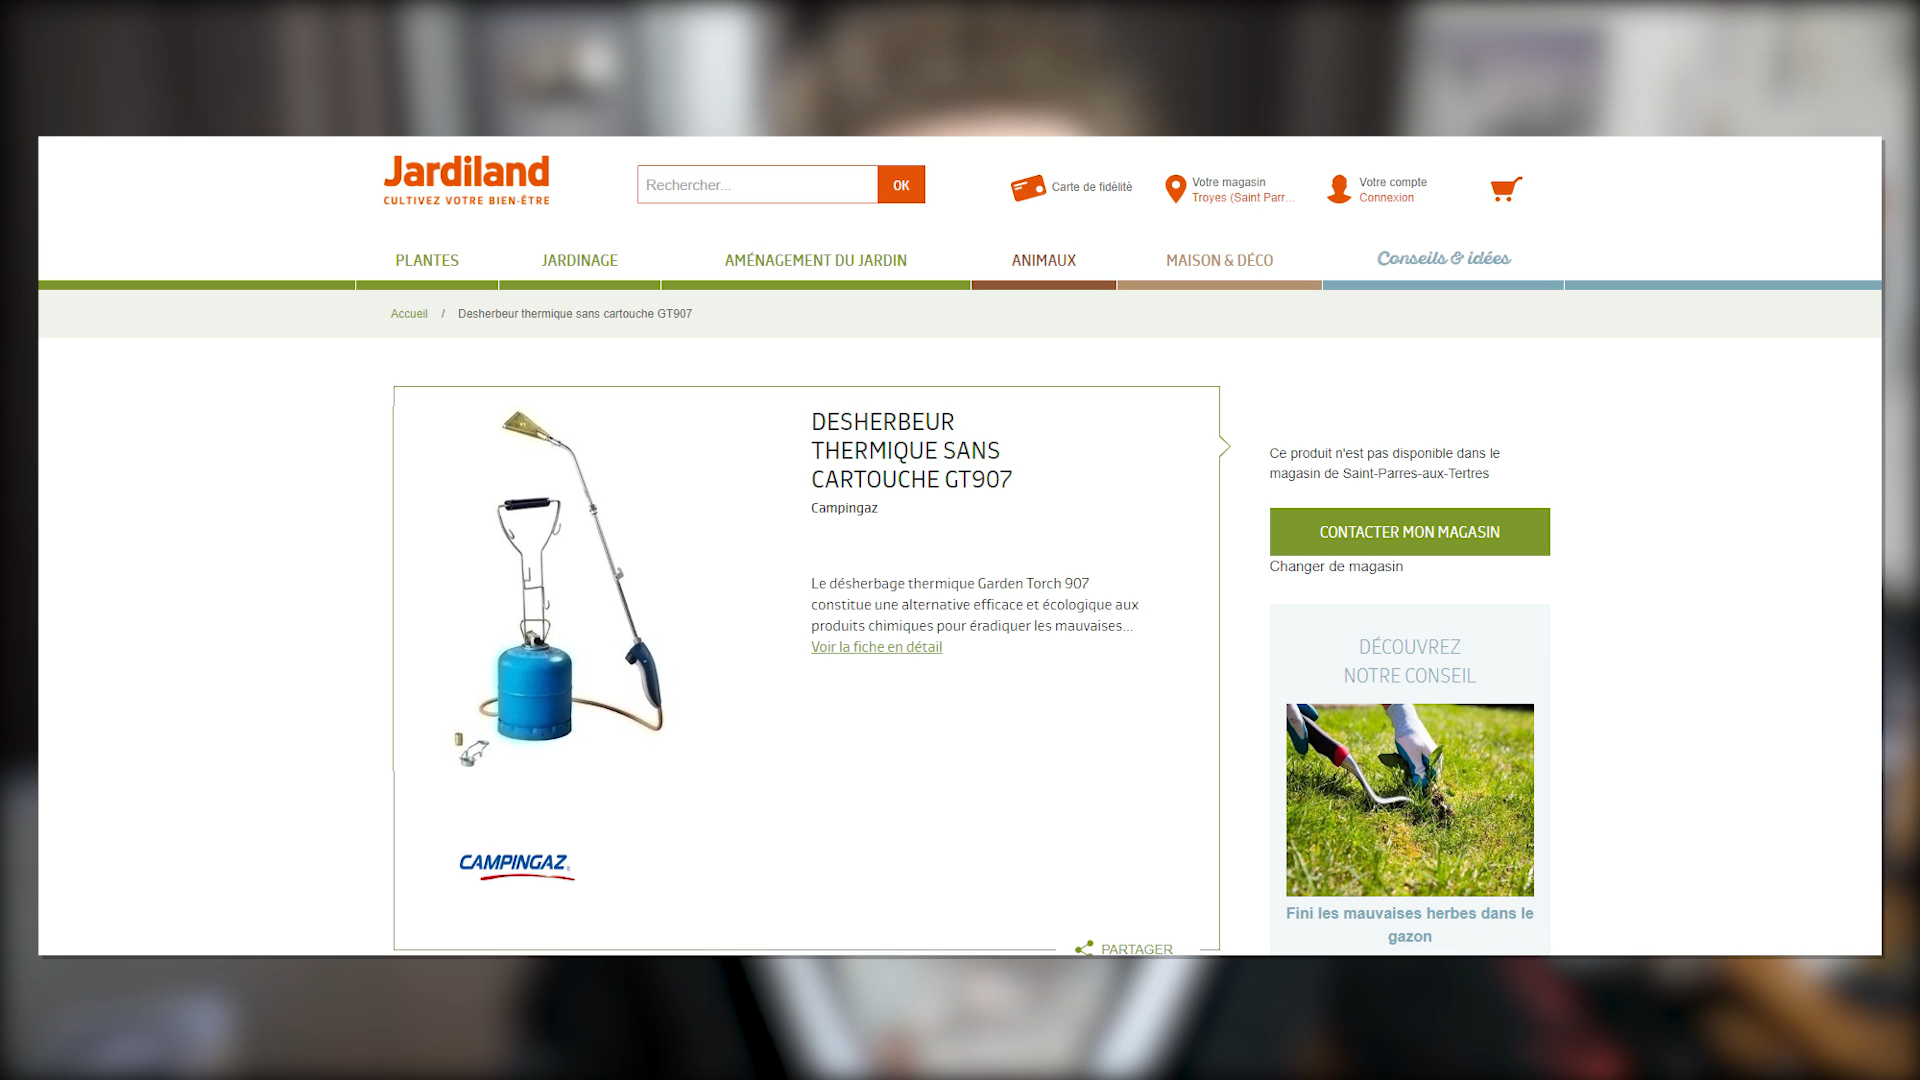 Jardiland
CULTIVEZ VOTRE BIEN-ÊTRE
Rechercher...
OK
Carte de fidélité
Votre magasin
Troyes (Saint Parr...
Votre compte
Connexion
PLANTES
JARDINAGE
AMÉNAGEMENT DU JARDIN
ANIMAUX
MAISON & DÉCO
Conseils & idées
Accueil / Desherbeur thermique sans cartouche GT907
DESHERBEUR
THERMIQUE SANS
CARTOUCHE GT907
Campingaz
Le désherbage thermique Garden Torch 907
constitue une alternative efficace et écologique aux
produits chimiques pour éradiquer les mauvaises...
Voir la fiche en détail
CAMPINGAZ
PARTAGER
Ce produit n'est pas disponible dans le
magasin de Saint-Parres-aux-Tertres
CONTACTER MON MAGASIN
Changer de magasin
DÉCOUVREZ
NOTRE CONSEIL
Fini les mauvaises herbes dans le
gazon